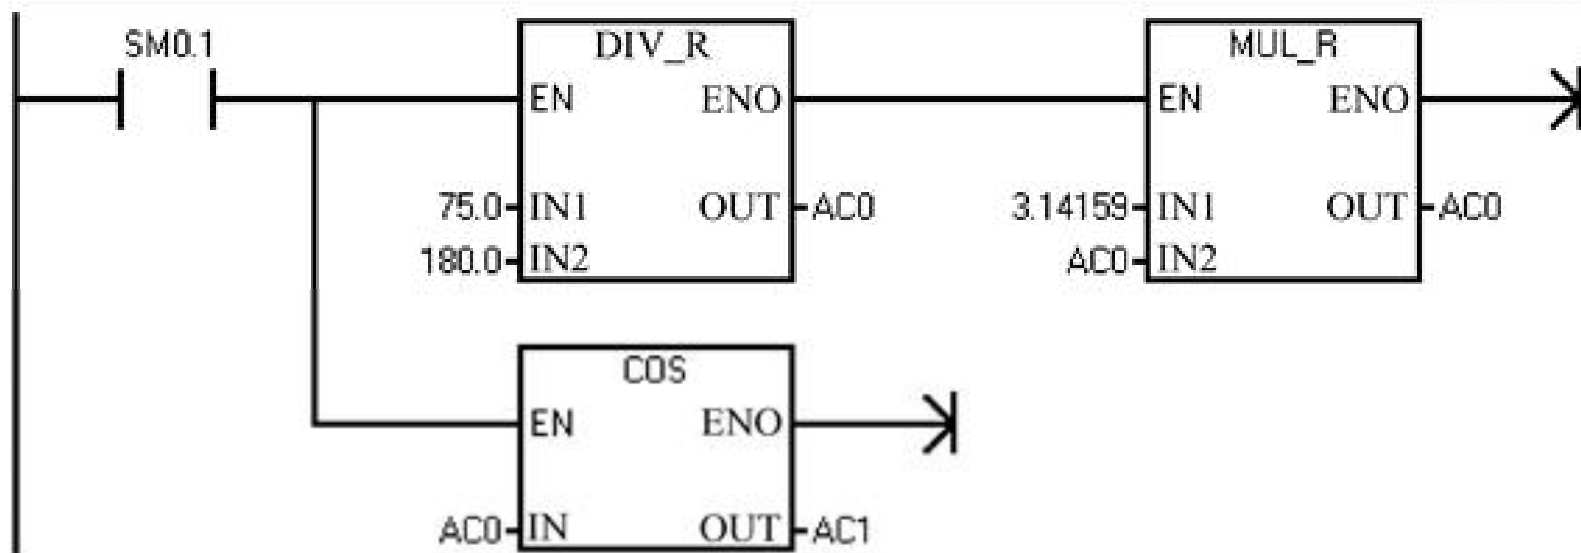 SM0.1
DIV_R
EN ENO
75.0 IN1 OUT AC0
180.0 IN2
MUL_R
EN ENO
3.14159 IN1 OUT AC0
AC0 IN2
COS
EN ENO
AC0 IN OUT AC1